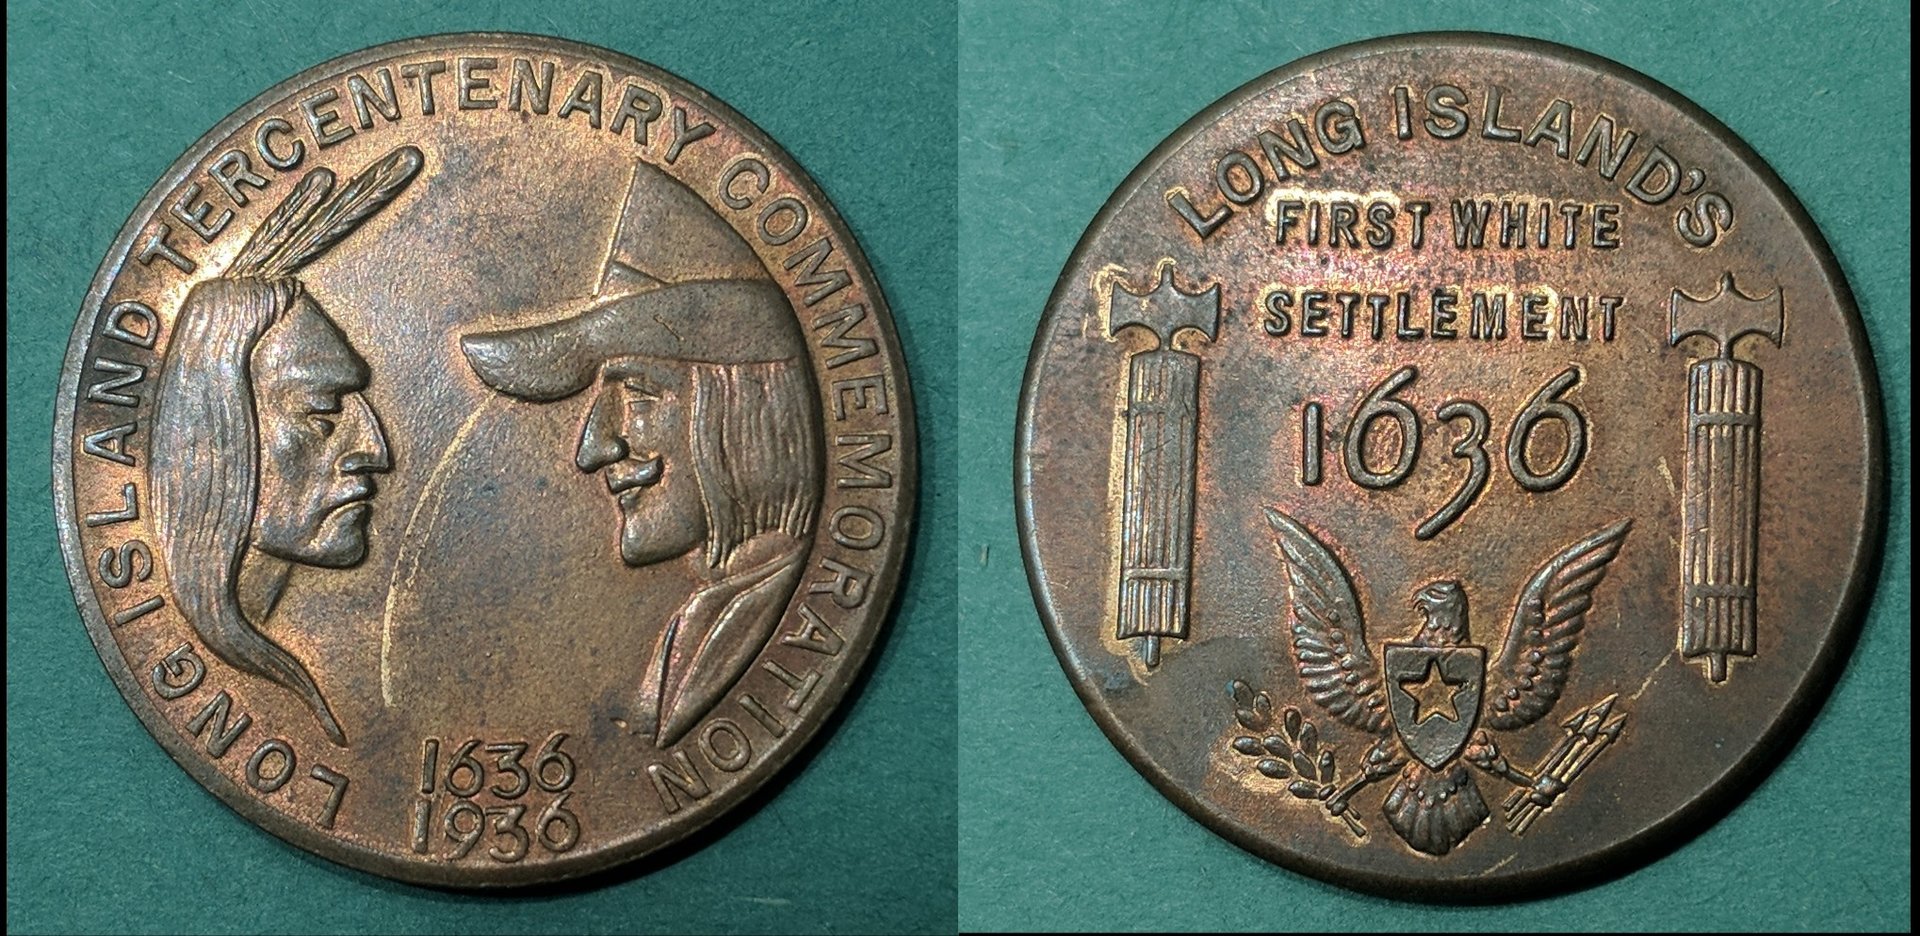 LONG ISLAND TERCENTENARY COMMEMORATION
1636
1936
LONG ISLAND'S
FIRST WHITE
SETTLEMENT
1636